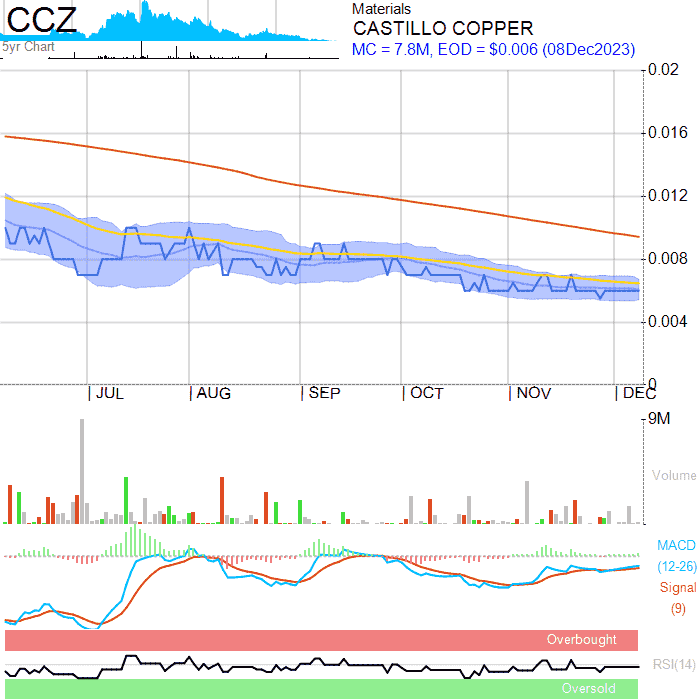 CCZ
5yr Chart
Materials
CASTILLO COPPER
MC = 7.8M, EOD = $0.006 (08Dec2023)
0.02
0.016
0.012
0.008
0.004
0
JUL AUG SEP OCT NOV DEC
9M
Volume
MACD
(12-26)
Signal
(9)
Overbought
RSI(14)
Oversold